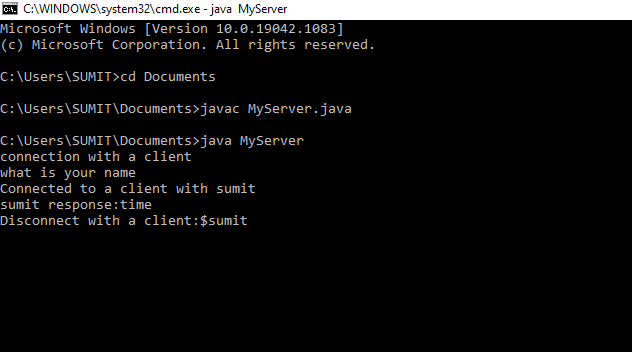 C:\WINDOWS\system32\cmd.exe - java  MyServer
Microsoft Windows [Version 10.0.19042.1083]
(c) Microsoft Corporation. All rights reserved.
C:\Users\SUMIT>cd Documents
C:\Users\SUMIT\Documents>javac MyServer.java
C:\Users\SUMIT\Documents>java MyServer
connection with a client
what is your name
Connected to a client with sumit
sumit response:time
Disconnect with a client:$sumit